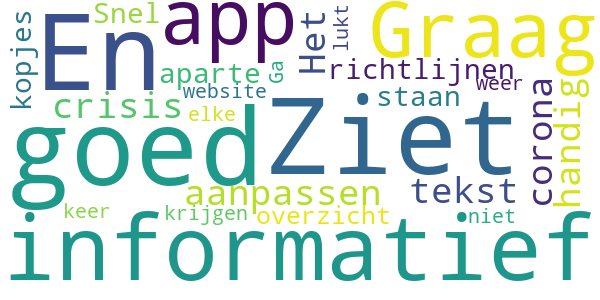 Snel
En
app
Het
lukt
Graag
kopjes
aparte
Ga
richtlijnen
weer
website
crisis
elke
staan
goed
Ziet
corona
handig
aanpassen
tekst
keer
krijgen
overzicht
niet
informatief